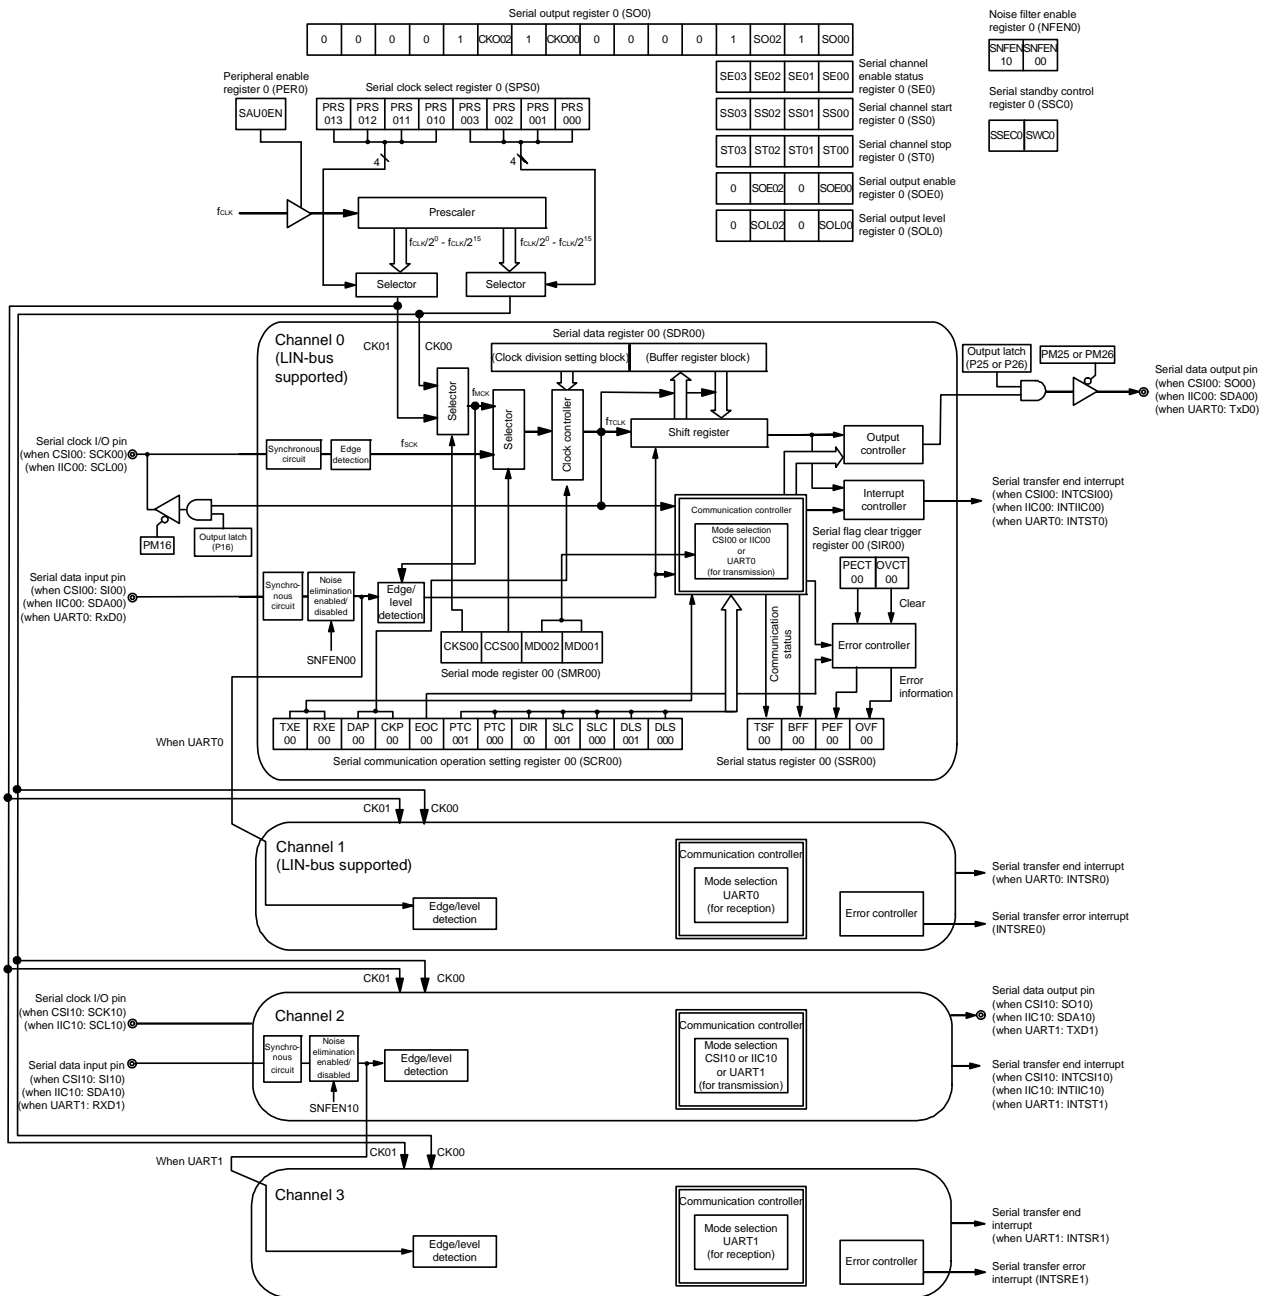 Serial output register 0 (SO0)
0 0 0 0 1 CKO02 1 CKO00 0 0 0 0 1 SO02 1 SO00
Noise filter enable
register 0 (NFEN0)
SNFEN SNFEN
10 00
Peripheral enable
register 0 (PER0)
SAU0EN
Serial clock select register 0 (SPS0)
PRS PRS PRS PRS PRS PRS PRS PRS
013 012 011 010 003 002 001 000
4 4
SE03 SE02 SE01 SE00
Serial channel
enable status
register 0 (SE0)
SS03 SS02 SS01 SS00
Serial channel start
register 0 (SS0)
ST03 ST02 ST01 ST00
Serial channel stop
register 0 (ST0)
0 SOE02 0 SOE00
Serial output enable
register 0 (SOE0)
0 SOL02 0 SOL00
Serial output level
register 0 (SOL0)
Serial standby control
register 0 (SSC0)
SSEC0 SWC0
fCLK
Prescaler
fCLK/2⁰ - fCLK/2¹⁵ fCLK/2⁰ - fCLK/2¹⁵
Selector Selector
Channel 0
(LIN-bus
supported)
CK01
CK00
Serial data register 00 (SDR00)
(Clock division setting block) (Buffer register block)
Selector
fMCK
Selector
Clock controller
fTCLK
Shift register
Output latch
(P25 or P26)
PM25 or PM26
Serial data output pin
(when CSI00: SO00)
(when IIC00: SDA00)
(when UART0: TxD0)
Serial clock I/O pin
(when CSI00: SCK00)
(when IIC00: SCL00)
Synchronous
circuit
Edge
detection
fSCK
Output
controller
Interrupt
controller
Serial transfer end interrupt
(when CSI00: INTCSI00)
(when IIC00: INTIIC00)
(when UART0: INTST0)
PM16
Output latch
(P16)
Communication controller
Mode selection
CSI00 or IIC00
or
UART0
(for transmission)
Serial flag clear trigger
register 00 (SIR00)
PECT OVCT
00 00
Clear
Error controller
Error
information
Serial data input pin
(when CSI00: SI00)
(when IIC00: SDA00)
(when UART0: RxD0)
Synchro-
nous
circuit
Noise
elimination
enabled/
disabled
Edge/
level
detection
SNFEN00
CKS00 CCS00 MD002 MD001
Serial mode register 00 (SMR00)
Communication
status
When UART0
TXE RXE DAP CKP EOC PTC PTC DIR SLC SLC DLS DLS
00 00 00 00 00 001 000 00 001 000 001 000
Serial communication operation setting register 00 (SCR00)
TSF BFF PEF OVF
00 00 00 00
Serial status register 00 (SSR00)
CK01 CK00
Channel 1
(LIN-bus supported)
Edge/level
detection
Communication controller
Mode selection
UART0
(for reception)
Error controller
Serial transfer end interrupt
(when UART0: INTSR0)
Serial transfer error interrupt
(INTSRE0)
CK01 CK00
Serial clock I/O pin
(when CSI10: SCK10)
(when IIC10: SCL10)
Channel 2
Serial data input pin
(when CSI10: SI10)
(when IIC10: SDA10)
(when UART1: RXD1)
Synchro-
nous
circuit
Noise
elimination
enabled/
disabled
Edge/level
detection
SNFEN10
Communication controller
Mode selection
CSI10 or IIC10
or UART1
(for transmission)
Serial data output pin
(when CSI10: SO10)
(when IIC10: SDA10)
(when UART1: TXD1)
Serial transfer end interrupt
(when CSI10: INTCSI10)
(when IIC10: INTIIC10)
(when UART1: INTST1)
When UART1
CK01 CK00
Channel 3
Edge/level
detection
Communication controller
Mode selection
UART1
(for reception)
Error controller
Serial transfer end
interrupt
(when UART1: INTSR1)
Serial transfer error
interrupt (INTSRE1)